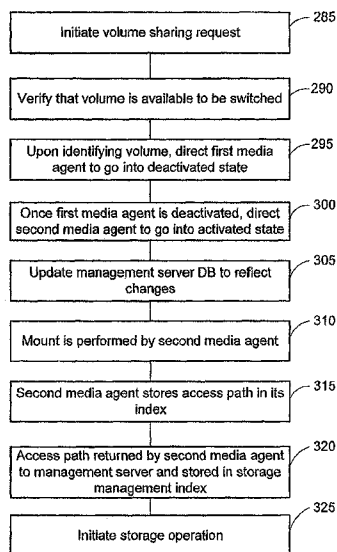 285
Initiate volume sharing request
290
Verify that volume is available to be switched
295
Upon identifying volume, direct first media
agent to go into deactivated state
300
Once first media agent is deactivated, direct
second media agent to go into activated state
305
Update management server DB to reflect
changes
310
Mount is performed by second media agent
315
Second media agent stores access path in its
index
320
Access path returned by second media agent
to management server and stored in storage
management index
325
Initiate storage operation